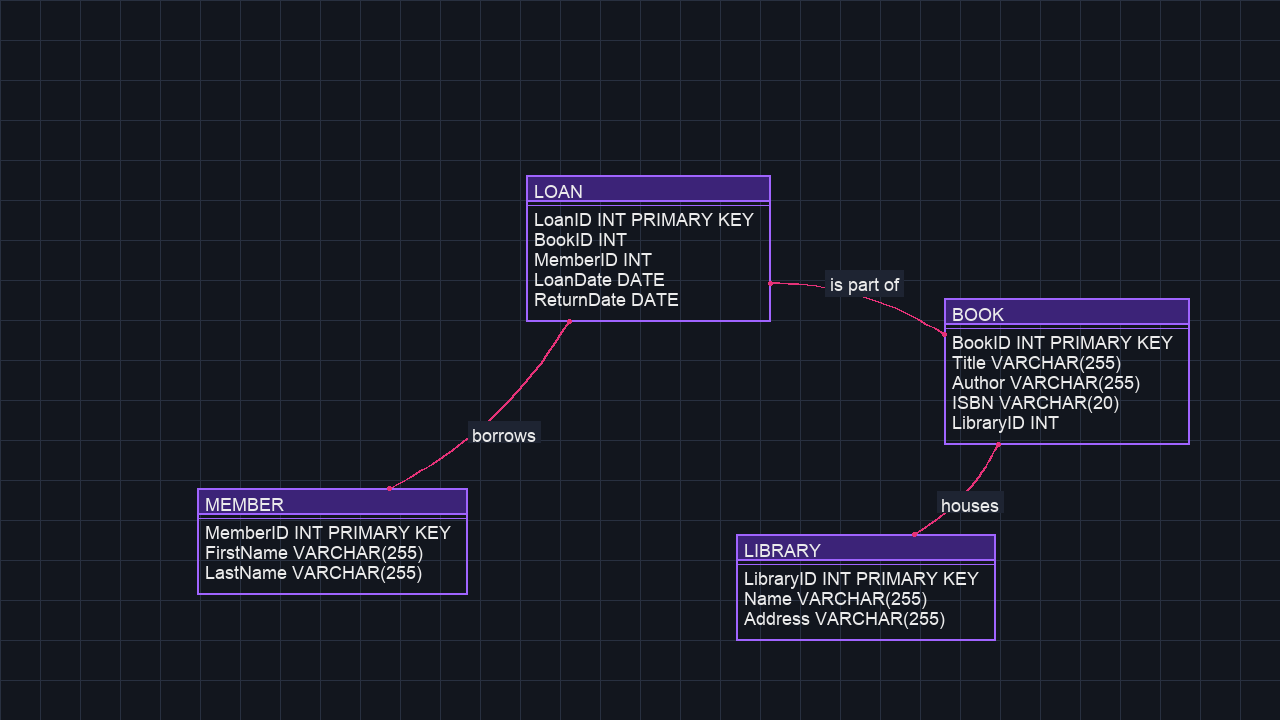 LOAN
LoanID INT PRIMARY KEY
BookID INT
MemberID INT
LoanDate DATE
ReturnDate DATE
is part of
BOOK
BookID INT PRIMARY KEY
Title VARCHAR(255)
Author VARCHAR(255)
ISBN VARCHAR(20)
LibraryID INT
borrows
MEMBER
MemberID INT PRIMARY KEY
FirstName VARCHAR(255)
LastName VARCHAR(255)
houses
LIBRARY
LibraryID INT PRIMARY KEY
Name VARCHAR(255)
Address VARCHAR(255)